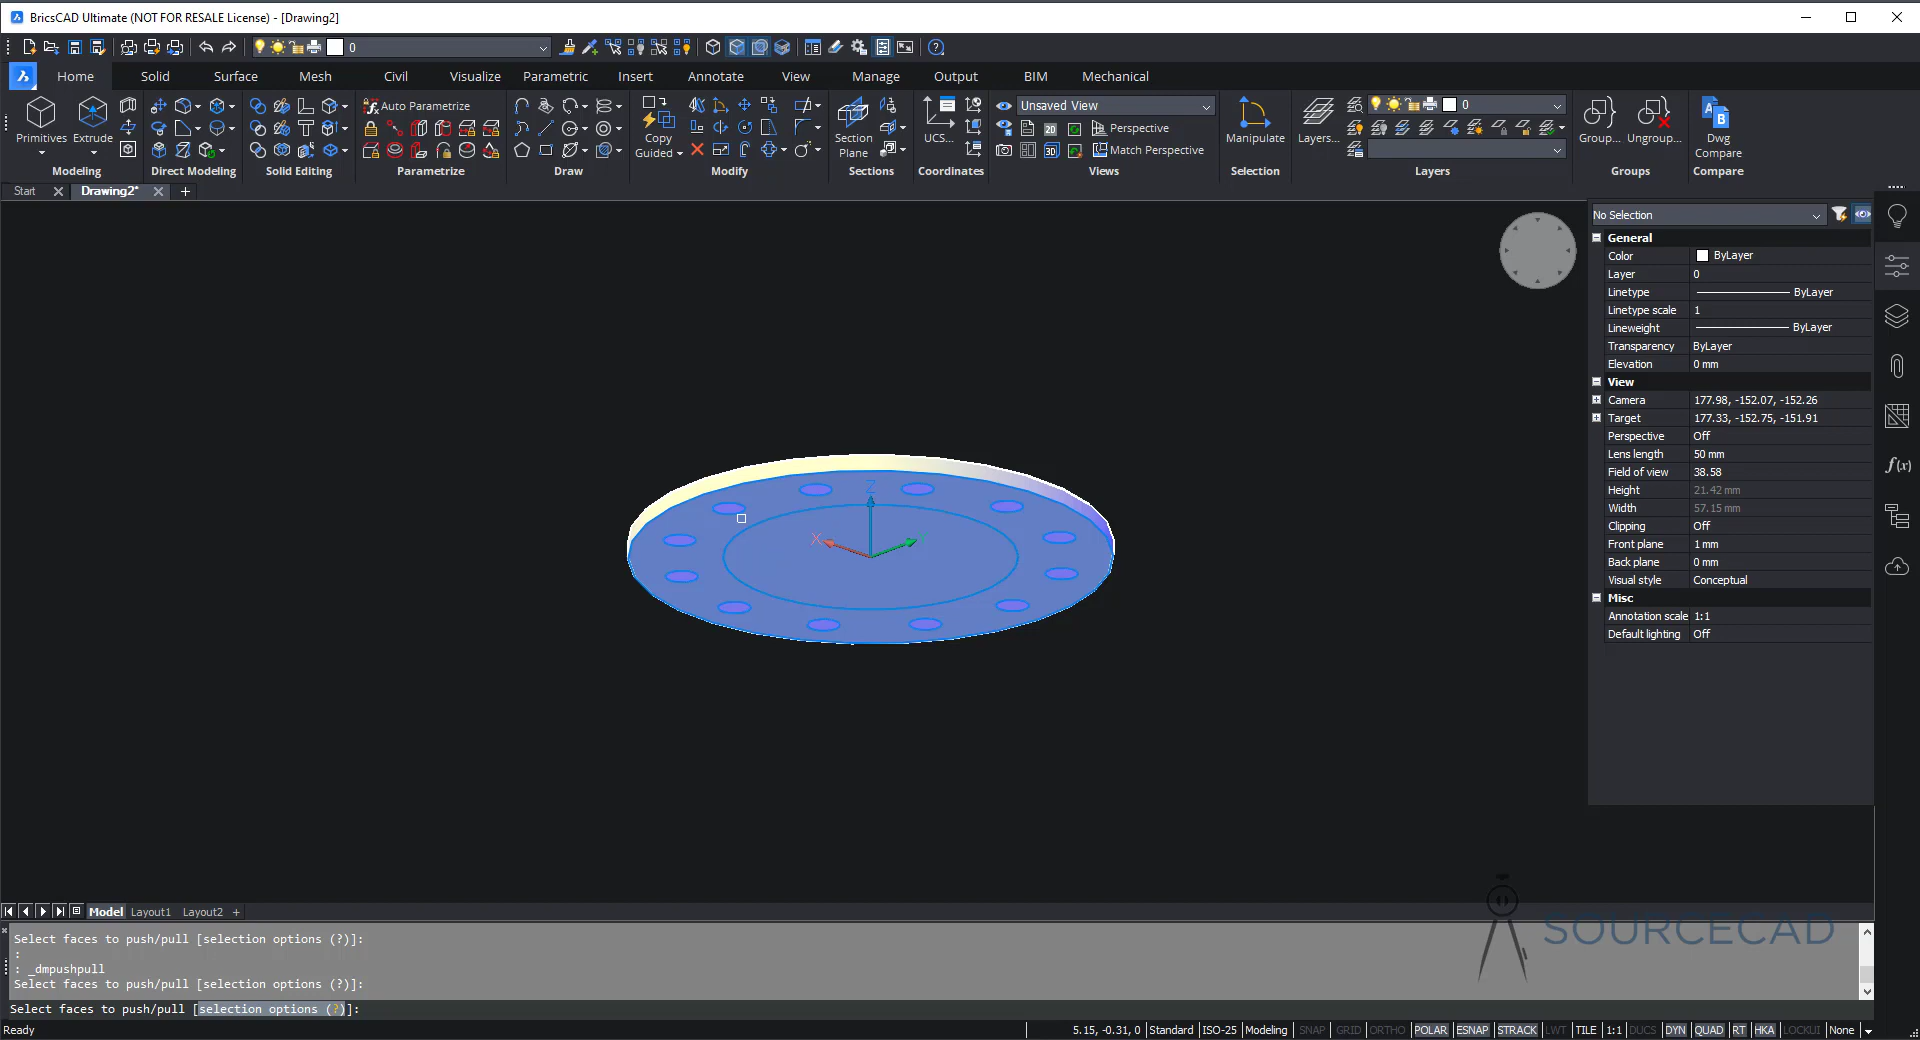 BricsCAD Ultimate (NOT FOR RESALE License) - [Drawing2]
0
Home Solid Surface Mesh Civil Visualize Parametric Insert Annotate View Manage Output BIM Mechanical
Auto Parametrize
Unsaved View
0
Primitives Extrude
2D Perspective
3D Match Perspective
Copy Guided
Section Plane
UCS...
Manipulate
Layers...
Group... Ungroup...
Dwg Compare
Modeling Direct Modeling Solid Editing Parametrize Draw Modify Sections Coordinates Views Selection Layers Groups Compare
Start Drawing2* +
No Selection
General
Color ByLayer
Layer 0
Linetype ByLayer
Linetype scale 1
Lineweight ByLayer
Transparency ByLayer
Elevation 0 mm
View
Camera 177.98, -152.07, -152.26
Target 177.33, -152.75, -151.91
Perspective Off
Lens length 50 mm
Field of view 38.58
Height 21.42 mm
Width 57.15 mm
Clipping Off
Front plane 1 mm
Back plane 0 mm
Visual style Conceptual
Misc
Annotation scale 1:1
Default lighting Off
f(x)
Z
X
Model Layout1 Layout2 +
SOURCECAD
Select faces to push/pull [selection options (?)]:
:
: _dmpushpull
Select faces to push/pull [selection options (?)]:
Select faces to push/pull [selection options (?)]:
Ready 5.15, -0.31, 0 Standard ISO-25 Modeling SNAP GRID ORTHO POLAR ESNAP STRACK LWT TILE 1:1 DUCS DYN QUAD RT HKA LOCKUI None